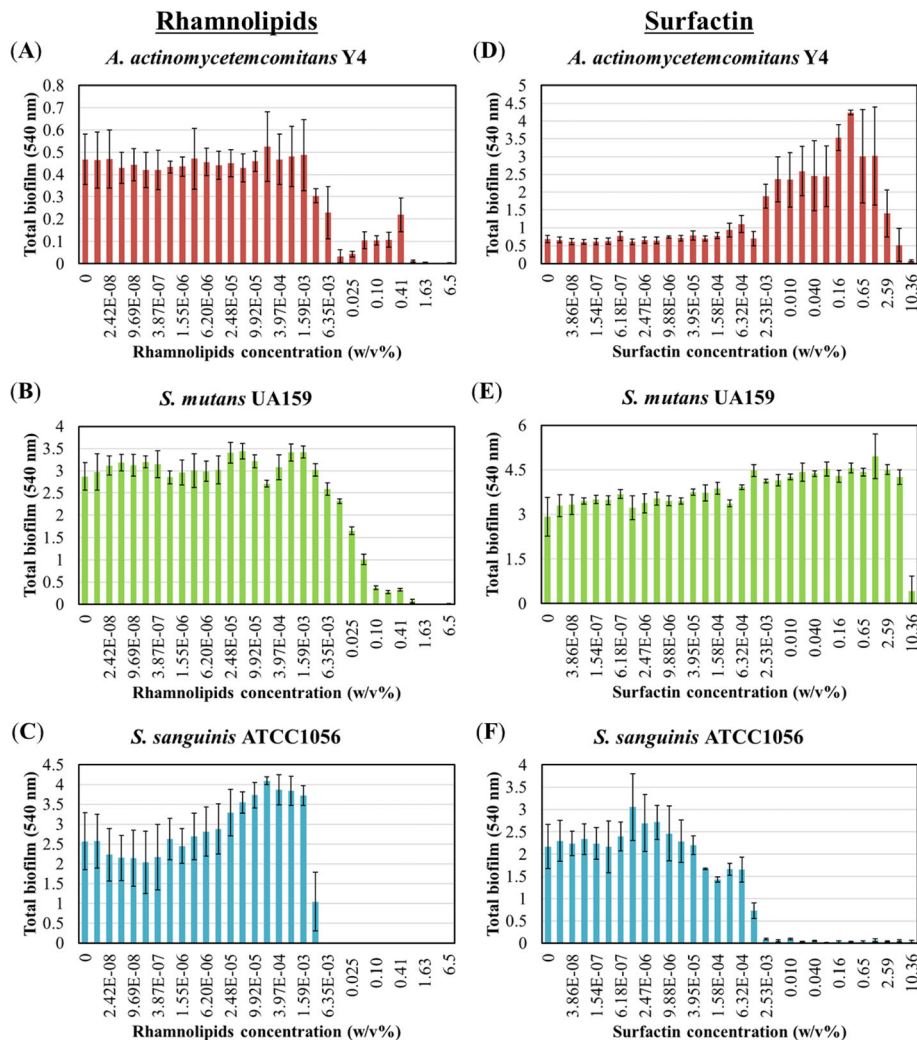 Rhamnolipids
Surfactin
(A)
A. actinomycetemcomitans Y4
Total biofilm (540 nm)
0.8
0.7
0.6
0.5
0.4
0.3
0.2
0.1
0
0
2.42E-08
9.69E-08
3.87E-07
1.55E-06
6.20E-06
2.48E-05
9.92E-05
3.97E-04
1.59E-03
6.35E-03
0.025
0.10
0.41
1.63
6.5
Rhamnolipids concentration (w/v%)
(D)
A. actinomycetemcomitans Y4
Total biofilm (540 nm)
5
4.5
4
3.5
3
2.5
2
1.5
1
0.5
0
0
3.86E-08
1.54E-07
6.18E-07
2.47E-06
9.88E-06
3.95E-05
1.58E-04
6.32E-04
2.53E-03
0.010
0.040
0.16
0.65
2.59
10.36
Surfactin concentration (w/v%)
(B)
S. mutans UA159
Total biofilm (540 nm)
4
3.5
3
2.5
2
1.5
1
0.5
0
0
2.42E-08
9.69E-08
3.87E-07
1.55E-06
6.20E-06
2.48E-05
9.92E-05
3.97E-04
1.59E-03
6.35E-03
0.025
0.10
0.41
1.63
6.5
Rhamnolipids concentration (w/v%)
(E)
S. mutans UA159
Total biofilm (540 nm)
6
4.5
3
1.5
0
0
3.86E-08
1.54E-07
6.18E-07
2.47E-06
9.88E-06
3.95E-05
1.58E-04
6.32E-04
2.53E-03
0.010
0.040
0.16
0.65
2.59
10.36
Surfactin concentration (w/v%)
(C)
S. sanguinis ATCC1056
Total biofilm (540 nm)
4.5
4
3.5
3
2.5
2
1.5
1
0.5
0
0
2.42E-08
9.69E-08
3.87E-07
1.55E-06
6.20E-06
2.48E-05
9.92E-05
3.97E-04
1.59E-03
6.35E-03
0.025
0.10
0.41
1.63
6.5
Rhamnolipids concentration (w/v%)
(F)
S. sanguinis ATCC1056
Total biofilm (540 nm)
4
3.5
3
2.5
2
1.5
1
0.5
0
0
3.86E-08
1.54E-07
6.18E-07
2.47E-06
9.88E-06
3.95E-05
1.58E-04
6.32E-04
2.53E-03
0.010
0.040
0.16
0.65
2.59
10.36
Surfactin concentration (w/v%)